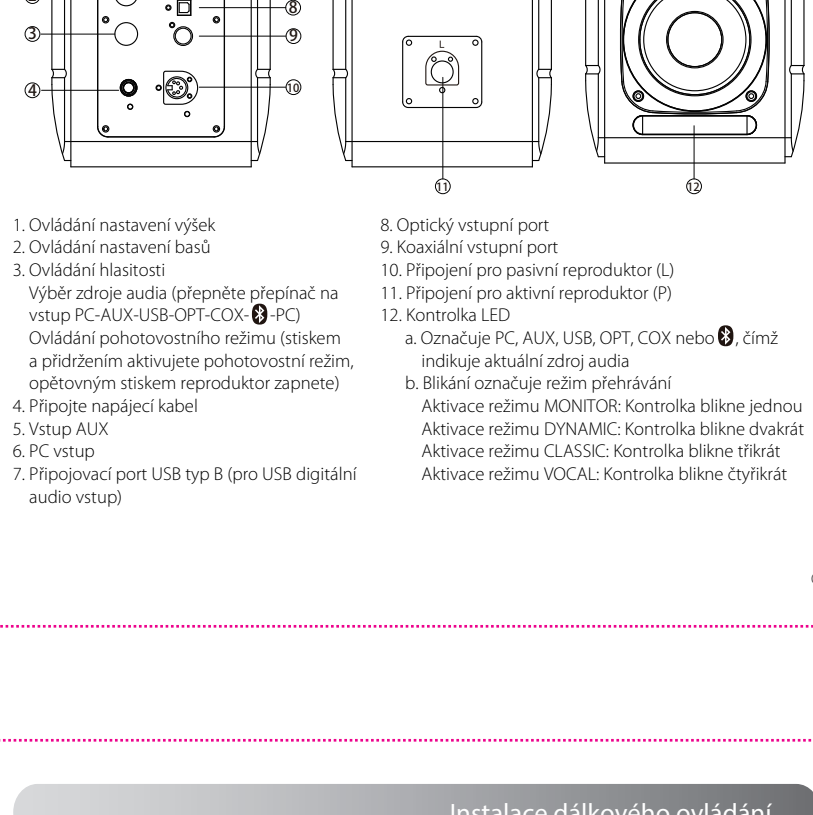 8
3
9
4
10
L
11
12
1. Ovládání nastavení výšek
2. Ovládání nastavení basů
3. Ovládání hlasitosti
Výběr zdroje audia (přepněte přepínač na
vstup PC-AUX-USB-OPT-COX- -PC)
Ovládání pohotovostního režimu (stiskem
a přidržením aktivujete pohotovostní režim,
opětovným stiskem reproduktor zapnete)
4. Připojte napájecí kabel
5. Vstup AUX
6. PC vstup
7. Připojovací port USB typ B (pro USB digitální
audio vstup)
8. Optický vstupní port
9. Koaxiální vstupní port
10. Připojení pro pasivní reproduktor (L)
11. Připojení pro aktivní reproduktor (P)
12. Kontrolka LED
a. Označuje PC, AUX, USB, OPT, COX nebo , čímž
indikuje aktuální zdroj audia
b. Blikání označuje režim přehrávání
Aktivace režimu MONITOR: Kontrolka blikne jednou
Aktivace režimu DYNAMIC: Kontrolka blikne dvakrát
Aktivace režimu CLASSIC: Kontrolka blikne třikrát
Aktivace režimu VOCAL: Kontrolka blikne čtyřikrát
Instalace dálkového ovládání